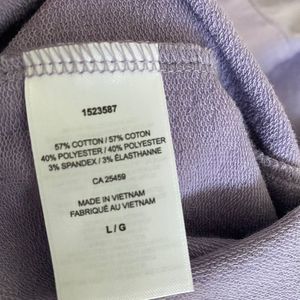 1523587
57% COTTON / 57% COTON
40% POLYESTER / 40% POLYESTER
3% SPANDEX / 3% ÉLASTHANNE
CA 25459
MADE IN VIETNAM
FABRIQUÉ AU VIETNAM
L / G